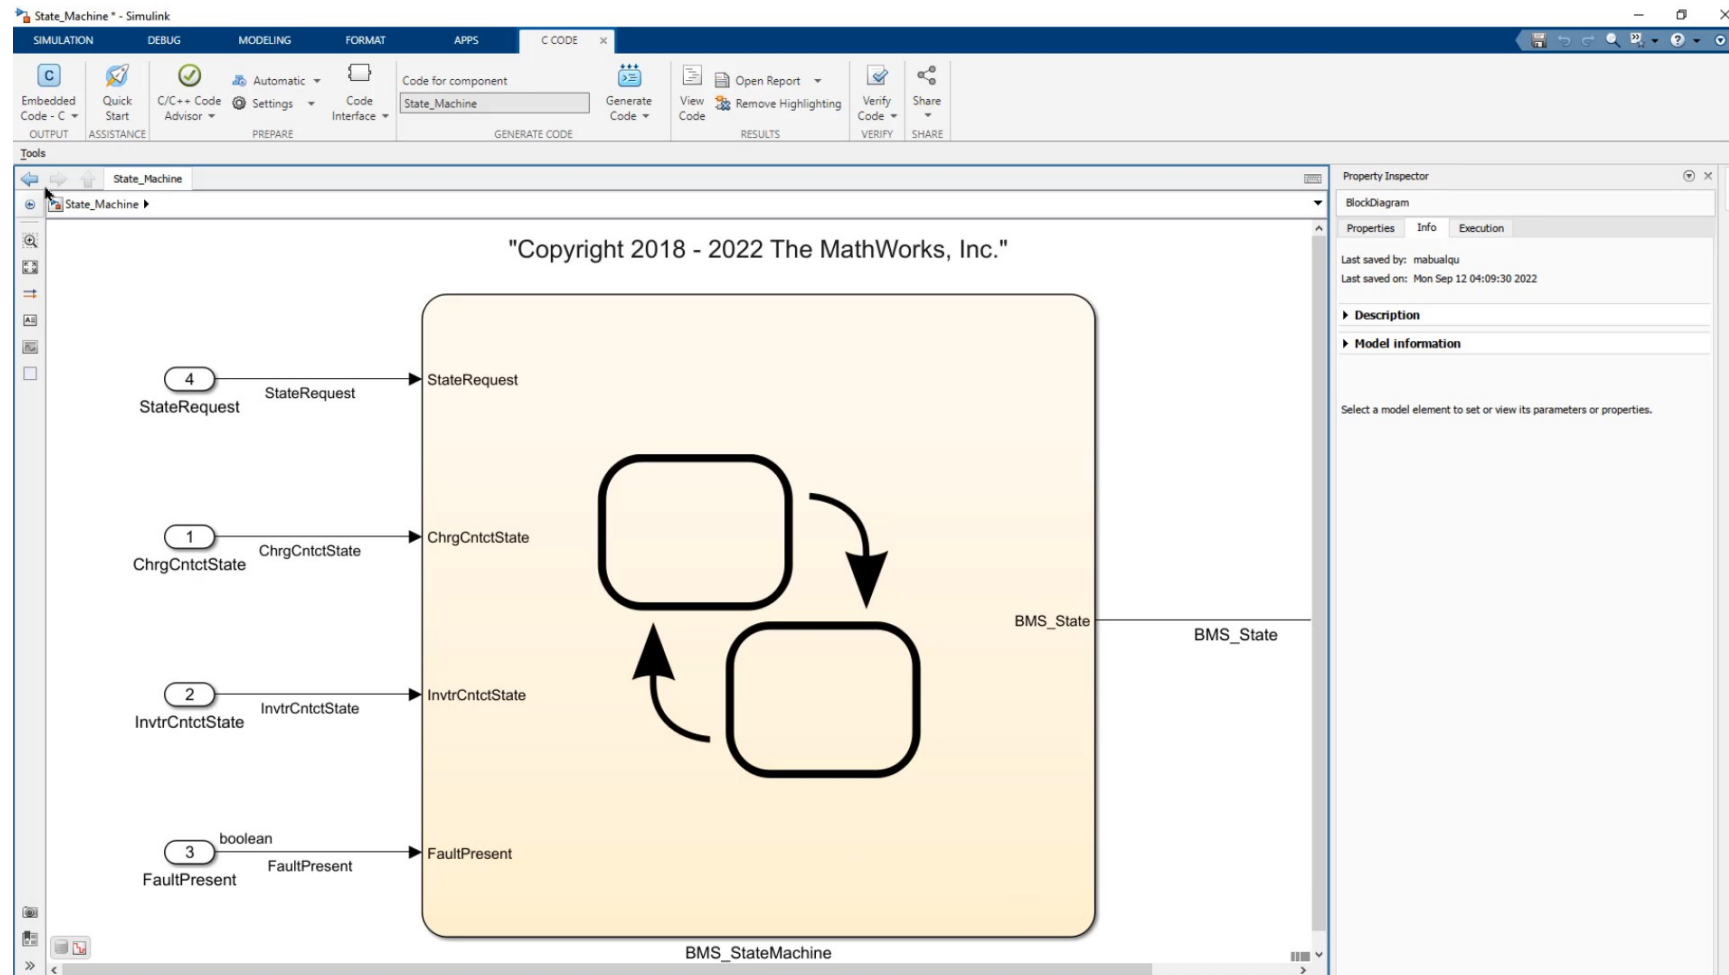 State_Machine * - Simulink
SIMULATION DEBUG MODELING FORMAT APPS C CODE
Embedded Code - C
Quick Start
C/C++ Code Advisor
Automatic
Settings
Code Interface
Code for component
State_Machine
Generate Code
View Code
Open Report
Remove Highlighting
Verify Code
Share
OUTPUT ASSISTANCE PREPARE GENERATE CODE RESULTS VERIFY SHARE
Tools
State_Machine
State_Machine
"Copyright 2018 - 2022 The MathWorks, Inc."
4
StateRequest
StateRequest
StateRequest
1
ChrgCntctState
ChrgCntctState
ChrgCntctState
2
InvtrCntctState
InvtrCntctState
InvtrCntctState
3
boolean
FaultPresent
FaultPresent
FaultPresent
BMS_State
BMS_State
BMS_StateMachine
Property Inspector
BlockDiagram
Properties Info Execution
Last saved by: mabualqu
Last saved on: Mon Sep 12 04:09:30 2022
Description
Model information
Select a model element to set or view its parameters or properties.